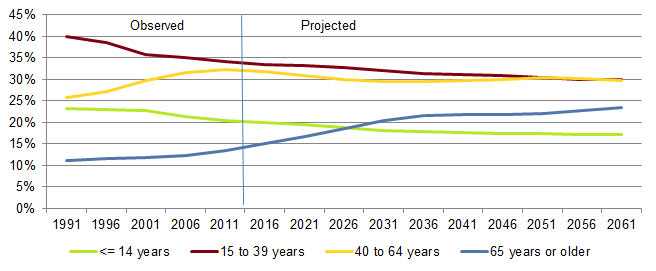 45%
Observed
Projected
40%
35%
30%
25%
20%
15%
10%
5%
0%
1991 1996 2001 2006 2011 2016 2021 2026 2031 2036 2041 2046 2051 2056 2061
<= 14 years 15 to 39 years 40 to 64 years 65 years or older